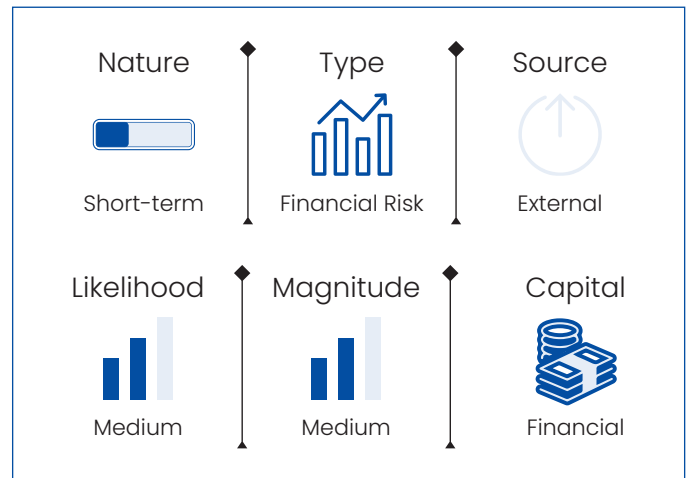 Nature
Type
Source
Short-term
Financial Risk
External
Likelihood
Magnitude
Capital
Medium
Medium
Financial